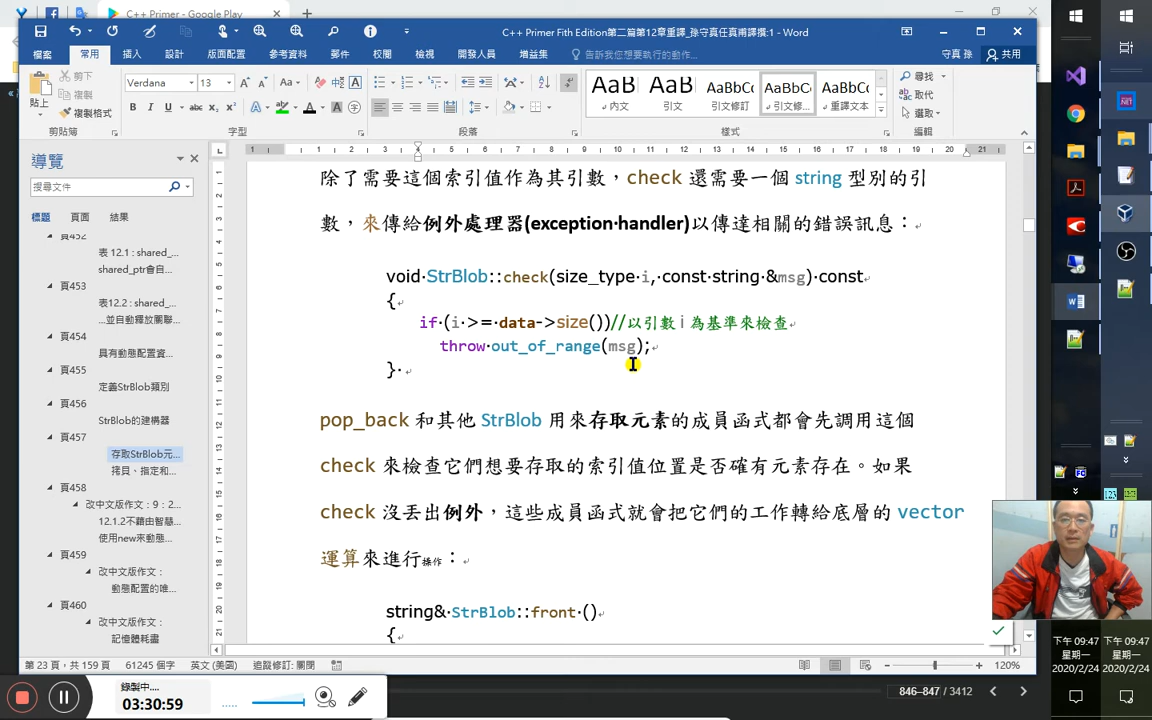 C++ Primer - Google Play
C++ Primer Fith Edition第二篇第12章重譯_孫守真任真甫譯撰:1 - Word
檔案
常用
插入
設計
版面配置
參考資料
郵件
校閱
檢視
開發人員
增益集
告訴我您想要執行的動作...
守真 孫
共用
貼上
剪下
複製
複製格式
剪貼簿
Verdana
13
字型
段落
AaBb
內文
AaBb
引文
AaBbCc
引文修訂
AaBbCc
引文修...
AaBbCc
重譯文本
樣式
尋找
取代
選取
編輯
導覽
搜尋文件
標題
頁面
結果
頁452
表 12.1 : shared_...
shared_ptr會自...
頁453
表12.2 : shared_...
...並自動釋放關聯...
頁454
具有動態配置資...
頁455
定義StrBlob類別
頁456
StrBlob的建構器
頁457
存取StrBlob元...
拷貝、指定和...
頁458
改中文版作文：9：2...
12.1.2不藉由智慧...
使用new來動態...
頁459
改中文版作文：
動態配置的唯...
頁460
改中文版作文：
記憶體耗盡
除了需要這個索引值作為其引數，check 還需要一個 string 型別的引
數，來傳給例外處理器(exception·handler)以傳達相關的錯誤訊息：
void·StrBlob::check(size_type·i,·const·string·&msg)·const
{
if·(i·>=·data->size())//以引數 i 為基準來檢查
throw·out_of_range(msg);
}·
pop_back 和其他 StrBlob 用來存取元素的成員函式都會先調用這個
check 來檢查它們想要存取的索引值位置是否確有元素存在。如果
check 沒丟出例外，這些成員函式就會把它們的工作轉給底層的 vector
運算來進行操作：
string&·StrBlob::front·()
{
第 23 頁，共 159 頁
61245 個字
英文 (美國)
追蹤修訂: 關閉
120%
錄製中....
03:30:59
846–847 / 3412
下午 09:47
星期一
2020/2/24
下午 09:47
星期一
2020/2/24